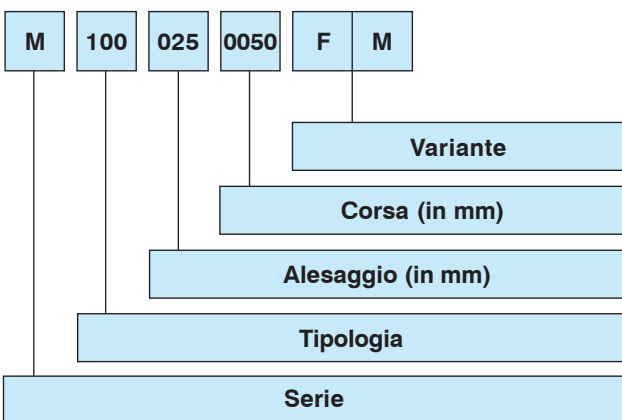 M 100 025 0050 F M
Variante
Corsa (in mm)
Alesaggio (in mm)
Tipologia
Serie